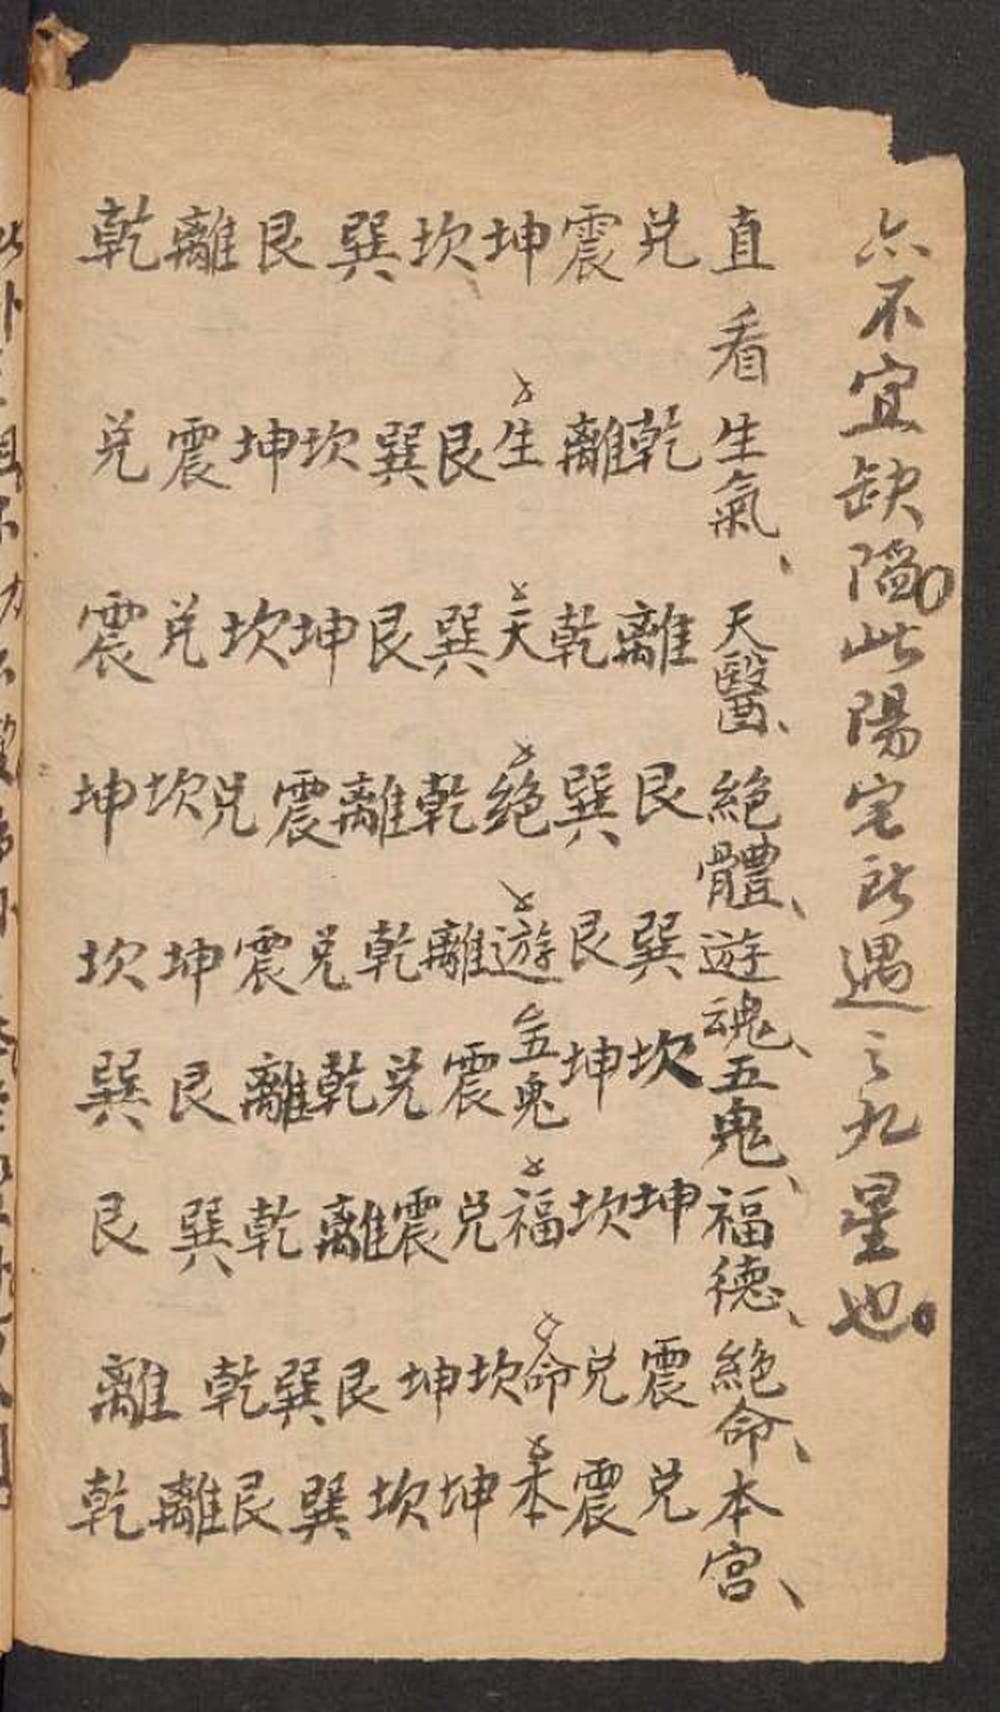 亦不宜缺陷此陽宅所遇之九星也
直看生氣、天醫、絕體、遊魂、五鬼、福德、絕命、本宮、
兌乾離艮巽坎坤震兌
震離乾巽艮坤坎兌震
生天绝遊五鬼福命本
坤艮巽乾離震兌坎坤
坎巽艮離乾兌震坤坎
巽坎坤震兌乾離艮巽
艮坤坎兌震離乾巽艮
離震兌坎坤艮巽乾離
乾兌震坤坎巽艮離乾